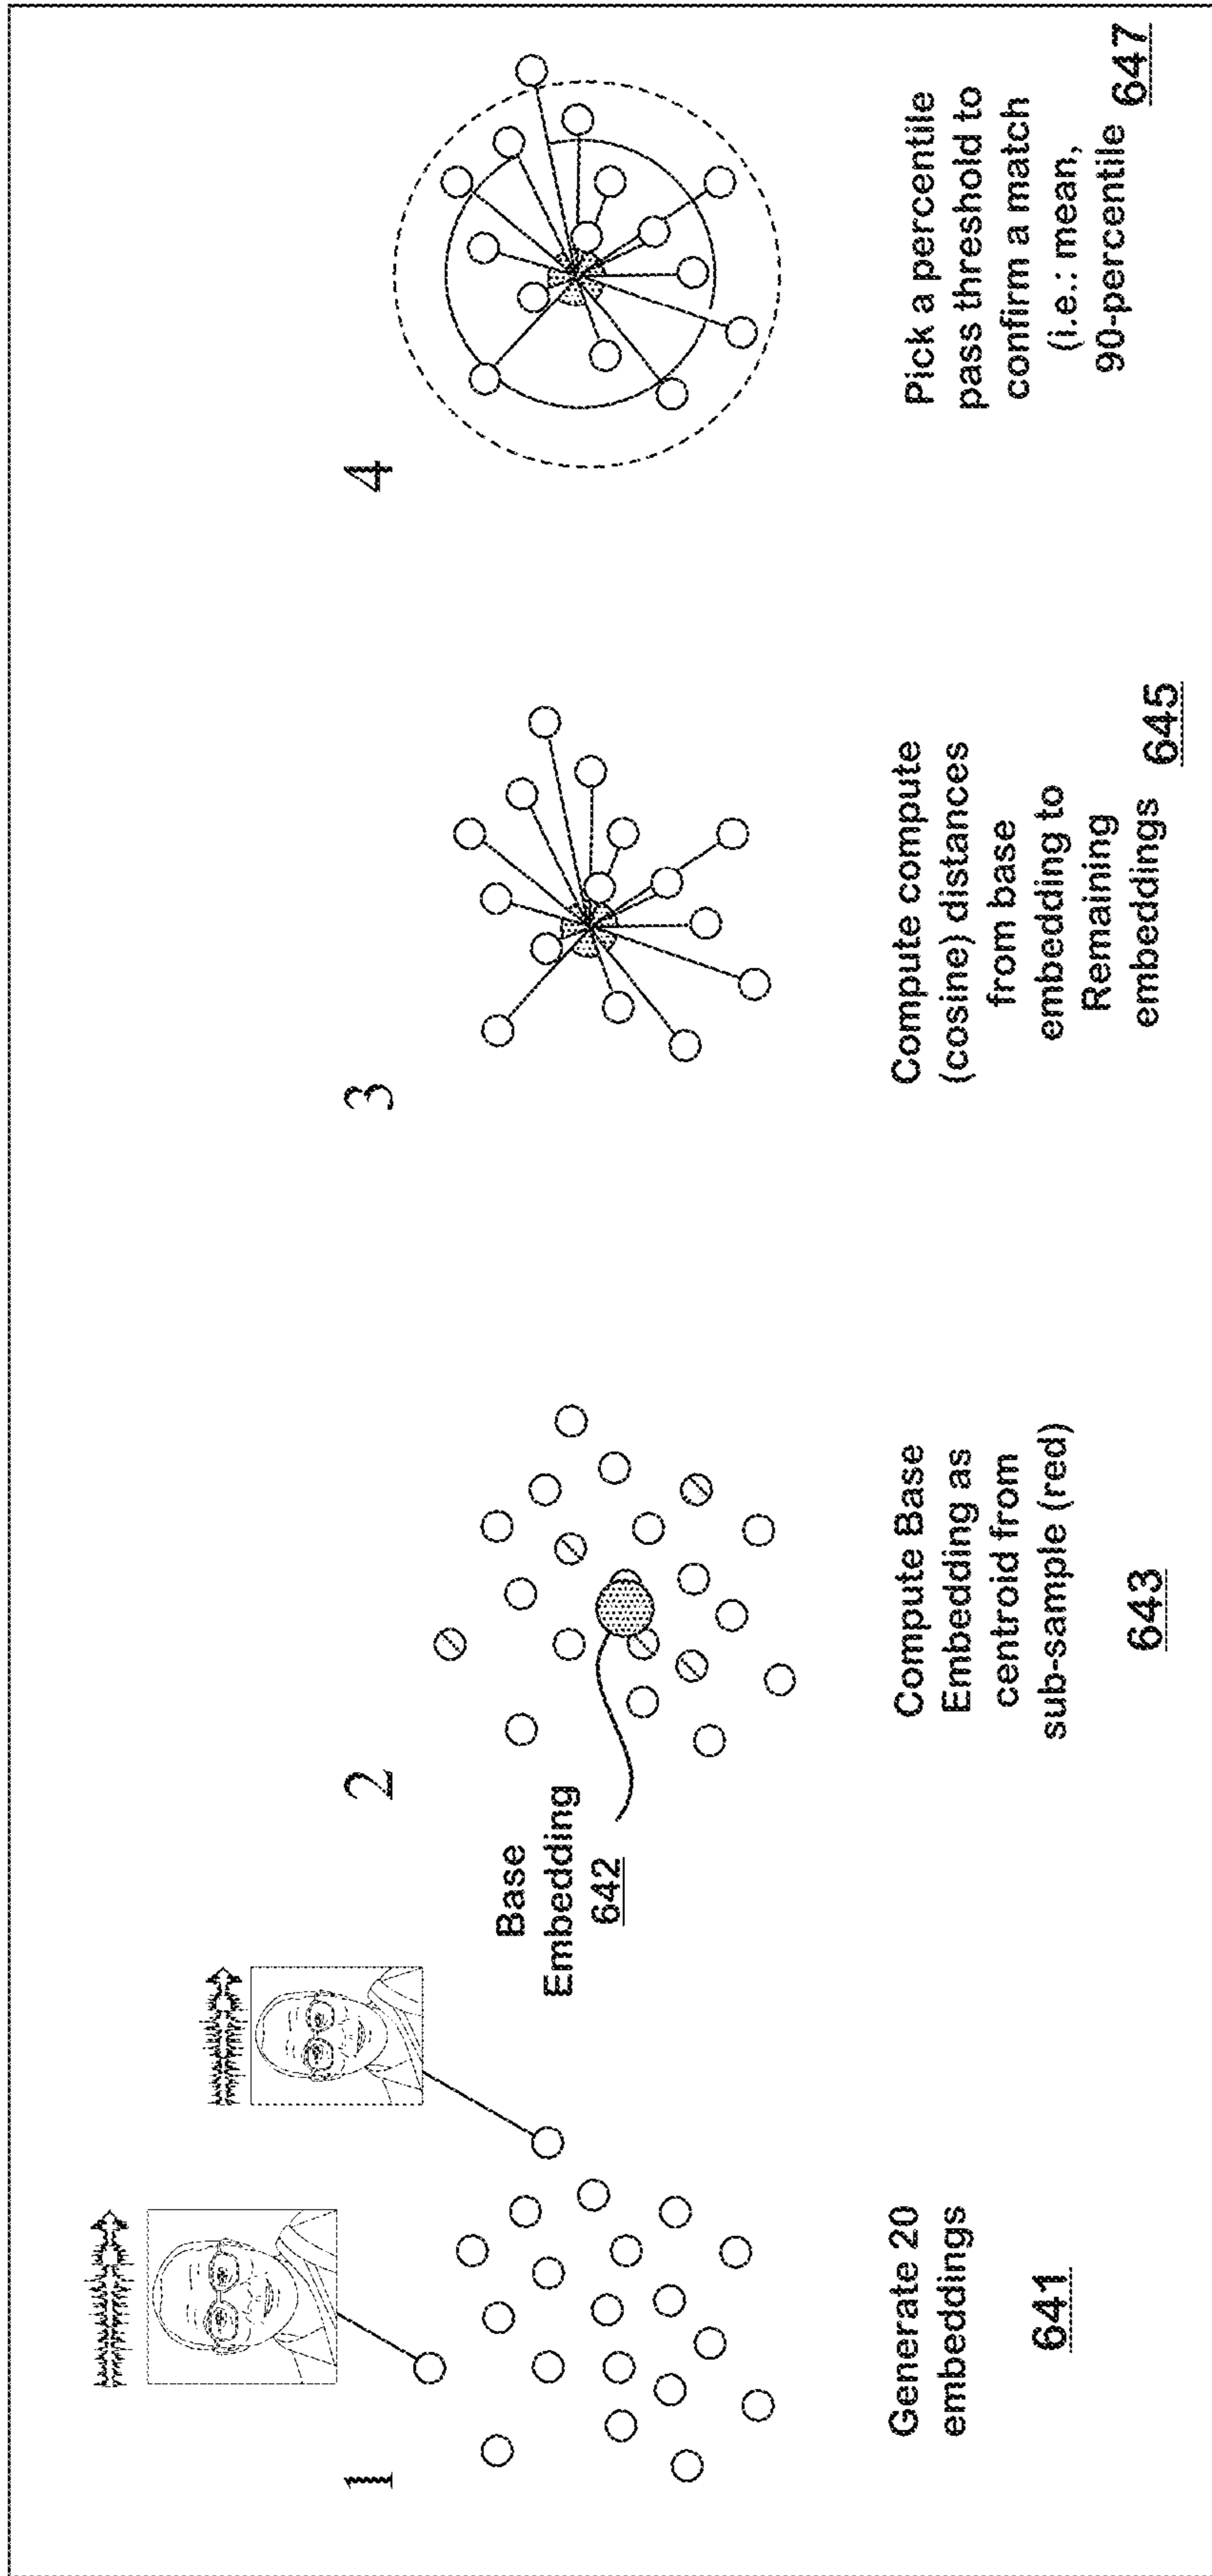 1
Generate 20
embeddings
641
2
Base
Embedding
642
Compute Base
Embedding as
centroid from
sub-sample (red)
643
3
Compute compute
(cosine) distances
from base
embedding to
Remaining
embeddings 645
4
Pick a percentile
pass threshold to
confirm a match
(i.e.: mean,
90-percentile 647